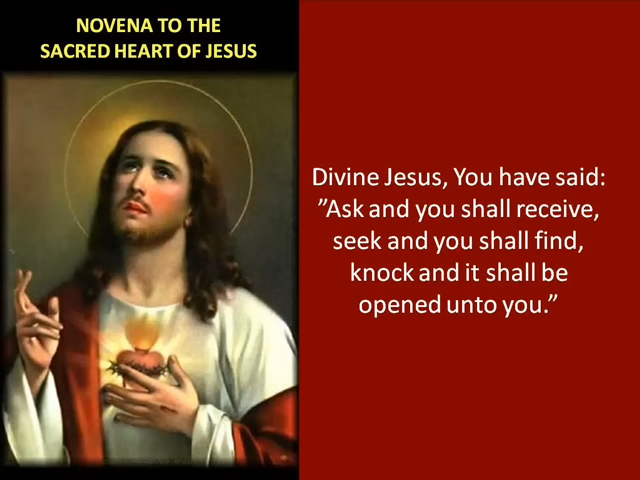 NOVENA TO THE
SACRED HEART OF JESUS
Divine Jesus, You have said:
”Ask and you shall receive,
seek and you shall find,
knock and it shall be
opened unto you.”